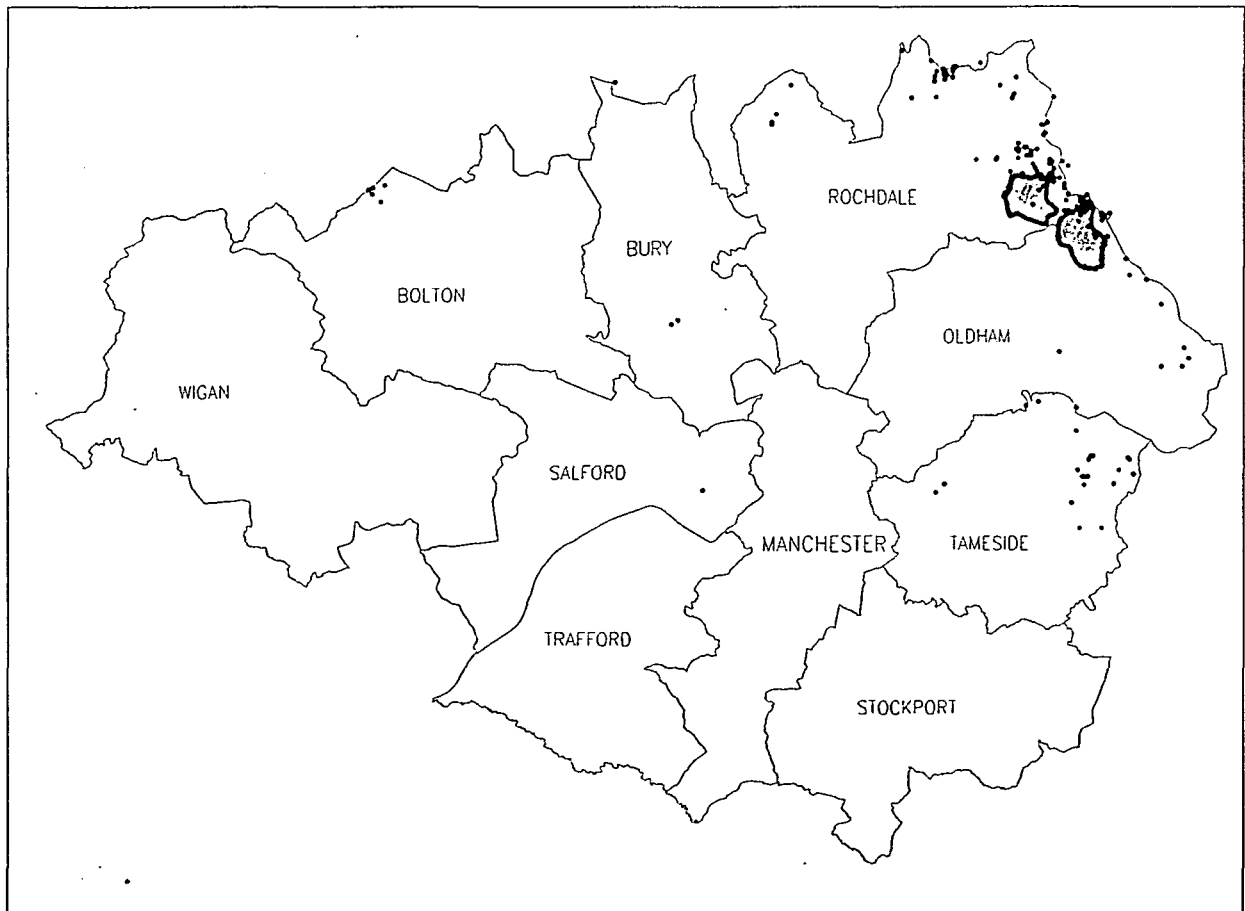 ROCHDALE
BURY
BOLTON
OLDHAM
WIGAN
SALFORD
MANCHESTER
TAMESIDE
TRAFFORD
STOCKPORT